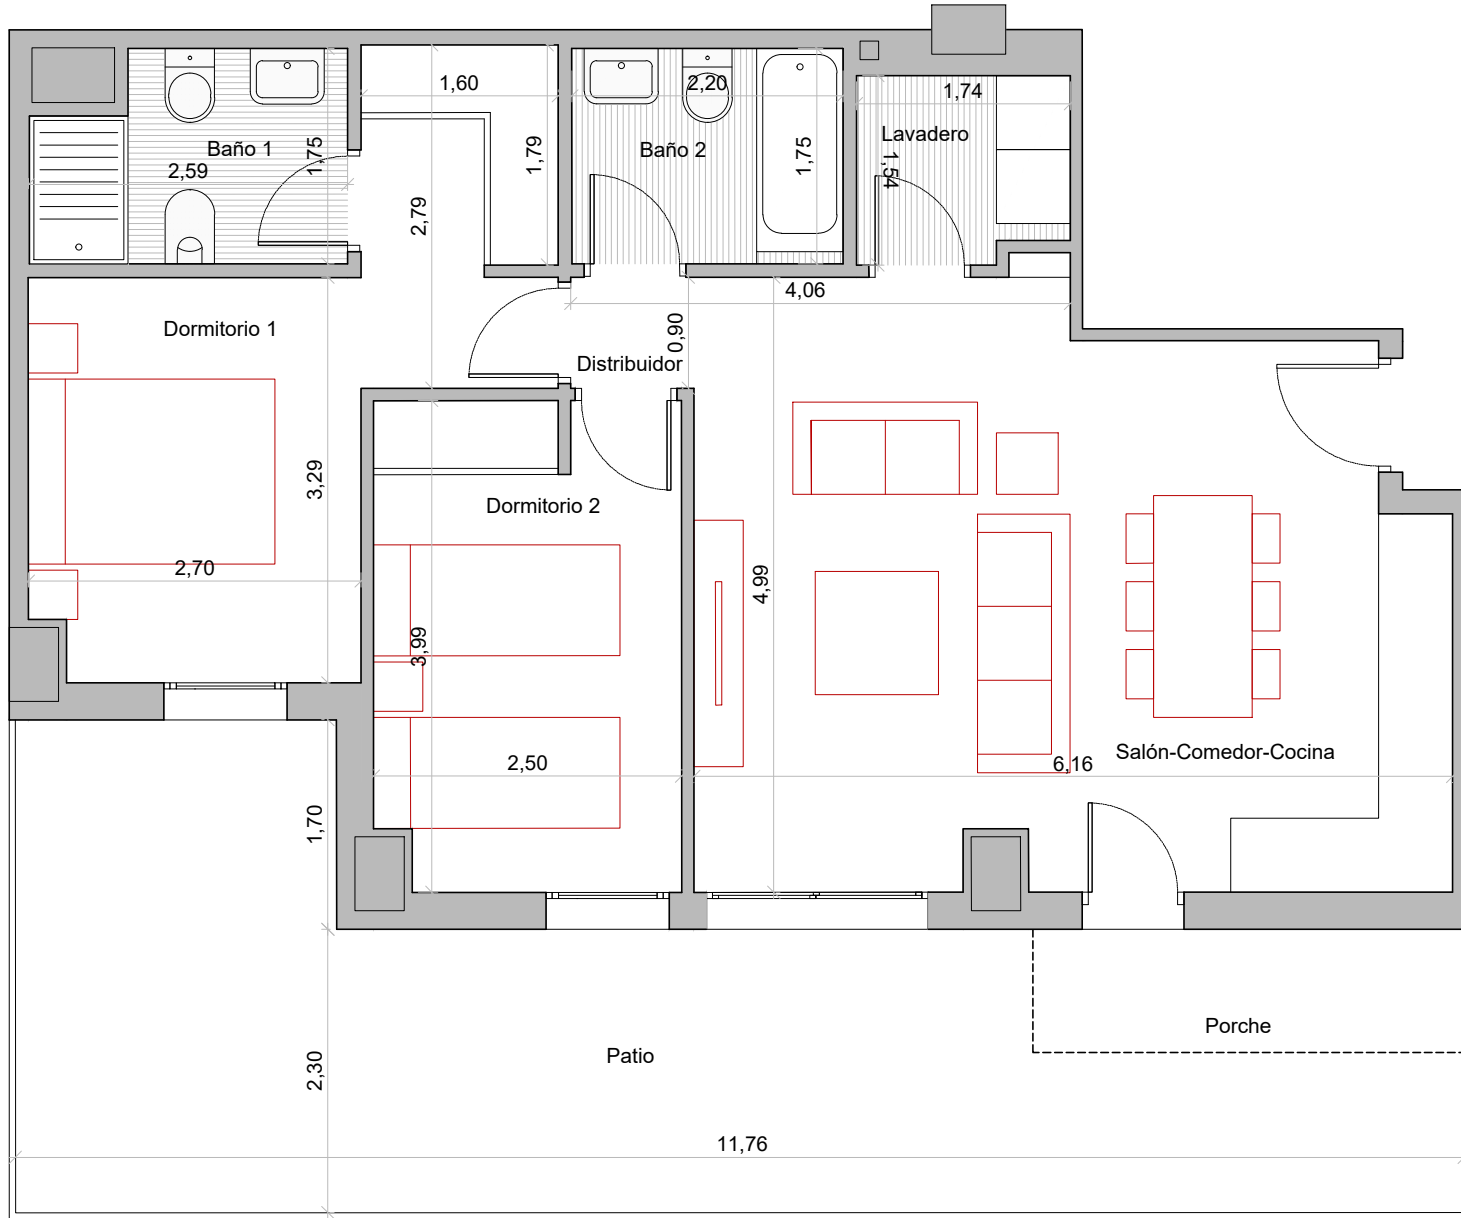 1,60
2,20
1,74
Lavadero
Baño 1
1,75
1,79
Baño 2
1,75
1,54
2,59
2,79
4,06
Dormitorio 1
0,90
Distribuidor
3,29
Dormitorio 2
2,70
4,99
3,99
Salón-Comedor-Cocina
2,50
6,16
1,70
Porche
Patio
2,30
11,76